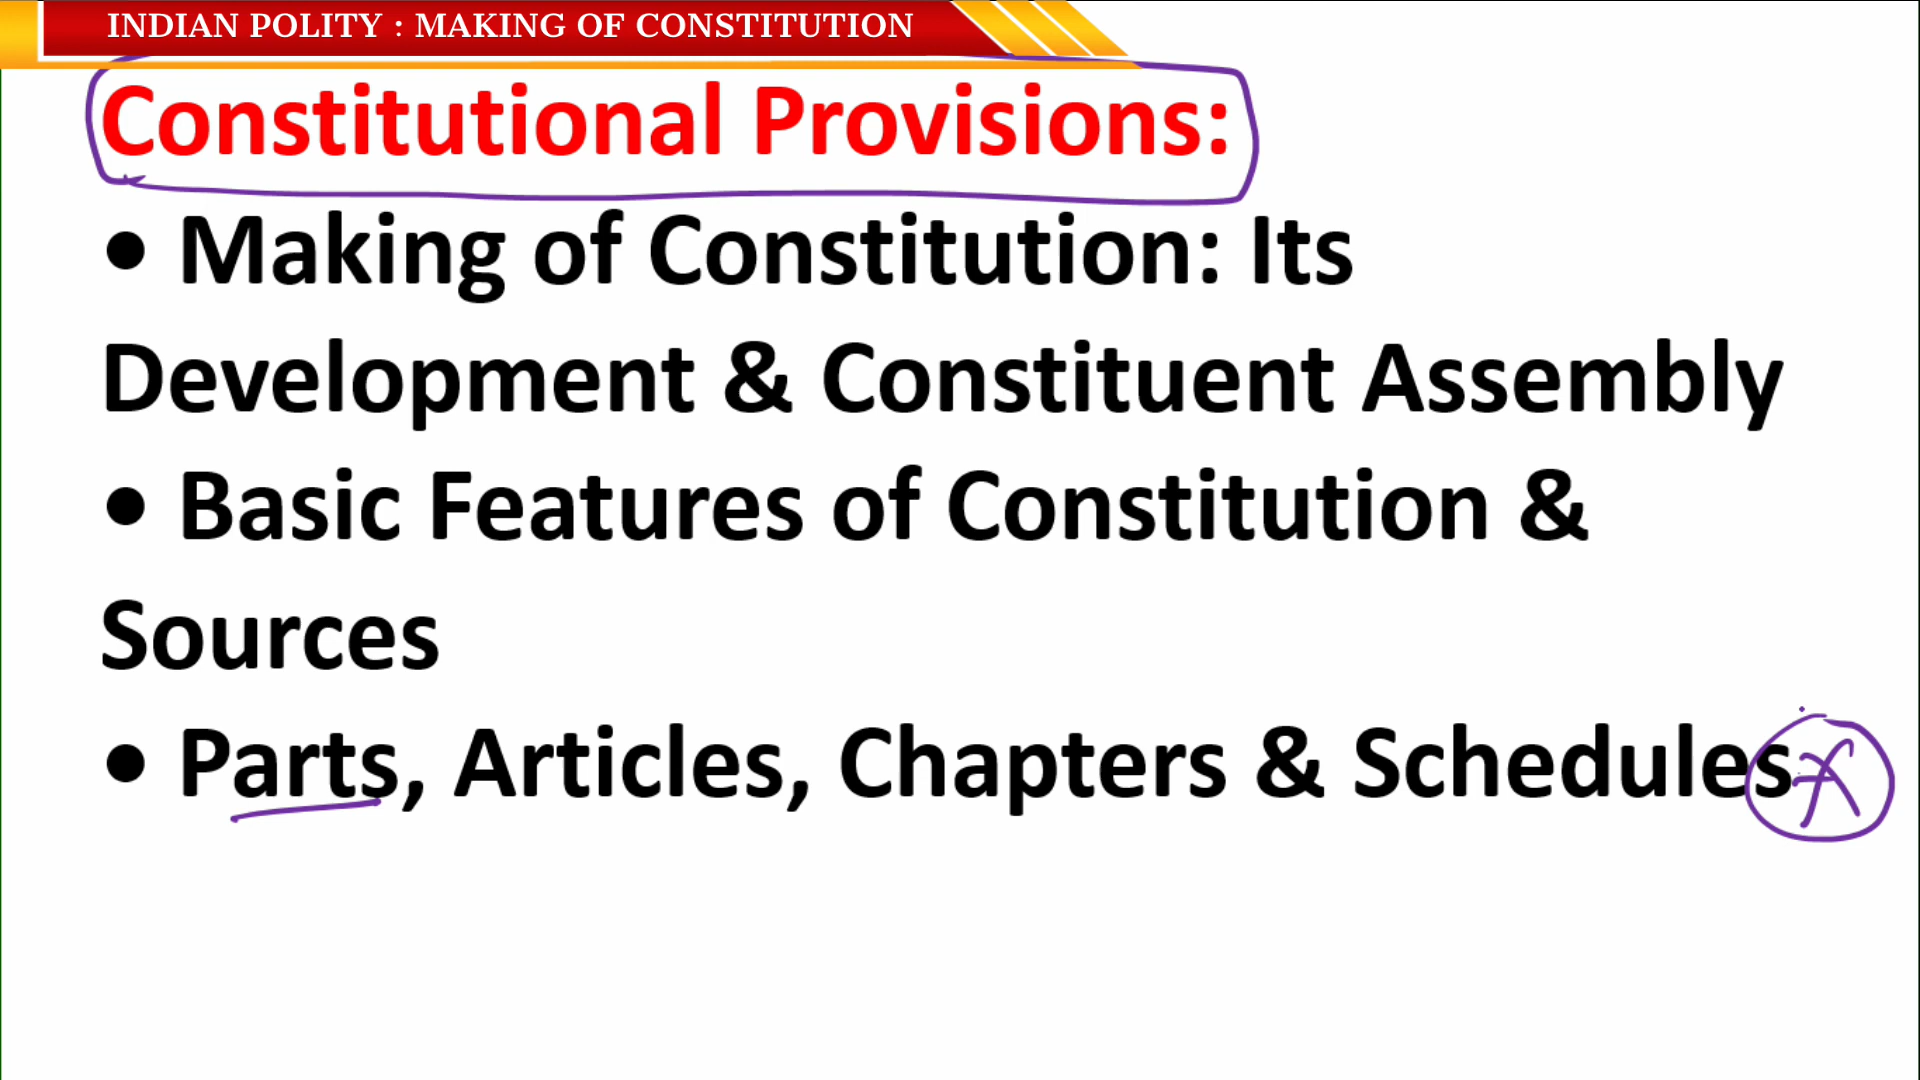 INDIAN POLITY : MAKING OF CONSTITUTION
Constitutional Provisions:
• Making of Constitution: Its
Development & Constituent Assembly
• Basic Features of Constitution &
Sources
• Parts, Articles, Chapters & Schedules